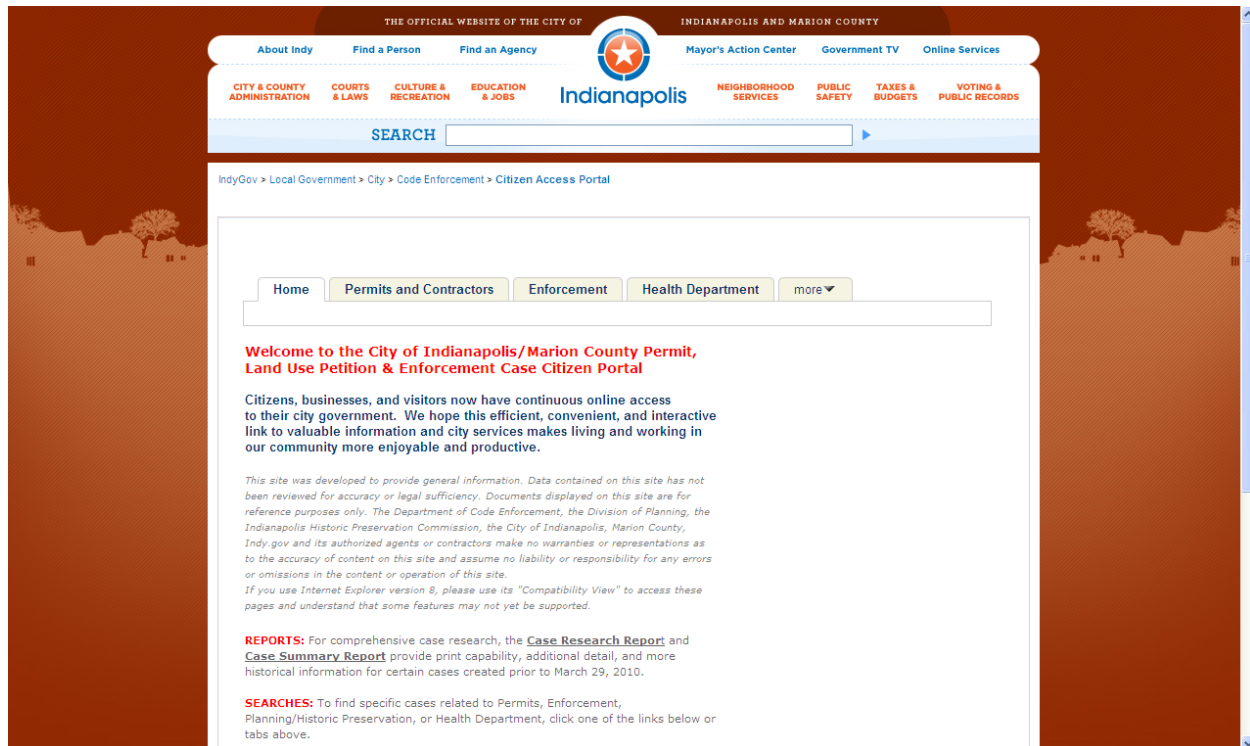 THE OFFICIAL WEBSITE OF THE CITY OF INDIANAPOLIS AND MARION COUNTY
About Indy Find a Person Find an Agency Mayor's Action Center Government TV Online Services
CITY & COUNTY ADMINISTRATION COURTS & LAWS CULTURE & RECREATION EDUCATION & JOBS Indianapolis NEIGHBORHOOD SERVICES PUBLIC SAFETY TAXES & BUDGETS VOTING & PUBLIC RECORDS
SEARCH
IndyGov > Local Government > City > Code Enforcement > Citizen Access Portal
Home Permits and Contractors Enforcement Health Department more
Welcome to the City of Indianapolis/Marion County Permit,
Land Use Petition & Enforcement Case Citizen Portal
Citizens, businesses, and visitors now have continuous online access
to their city government. We hope this efficient, convenient, and interactive
link to valuable information and city services makes living and working in
our community more enjoyable and productive.
This site was developed to provide general information. Data contained on this site has not
been reviewed for accuracy or legal sufficiency. Documents displayed on this site are for
reference purposes only. The Department of Code Enforcement, the Division of Planning, the
Indianapolis Historic Preservation Commission, the City of Indianapolis, Marion County,
Indy.gov and its authorized agents or contractors make no warranties or representations as
to the accuracy of content on this site and assume no liability or responsibility for any errors
or omissions in the content or operation of this site.
If you use Internet Explorer version 8, please use its "Compatibility View" to access these
pages and understand that some features may not yet be supported.
REPORTS: For comprehensive case research, the Case Research Report and
Case Summary Report provide print capability, additional detail, and more
historical information for certain cases created prior to March 29, 2010.
SEARCHES: To find specific cases related to Permits, Enforcement,
Planning/Historic Preservation, or Health Department, click one of the links below or
tabs above.